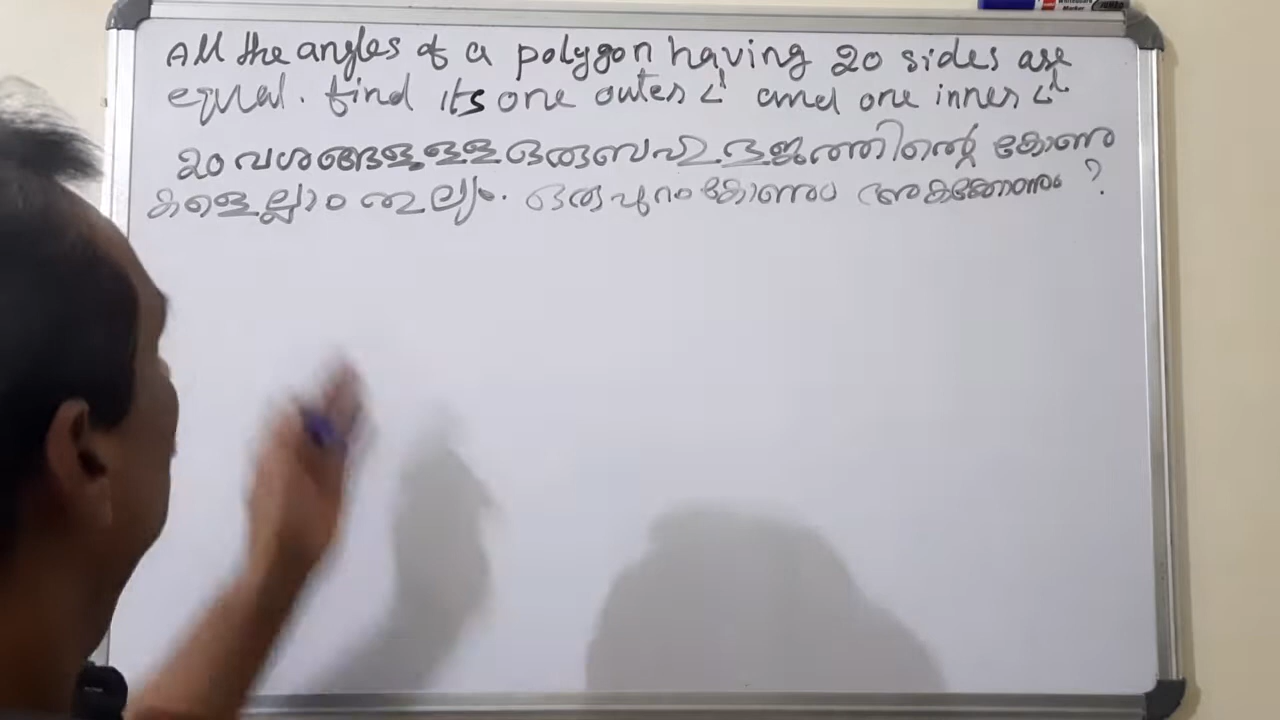 All the angles of a polygon having 20 sides are
equal. find its one outer ∠ and one inner ∠
20 വശങ്ങളുള്ള ഒരു ബഹുഭുജത്തിന്റെ കോണു
കളെല്ലാം തുല്യം. ഒരു പുറംകോണും അകക്കോണും ?